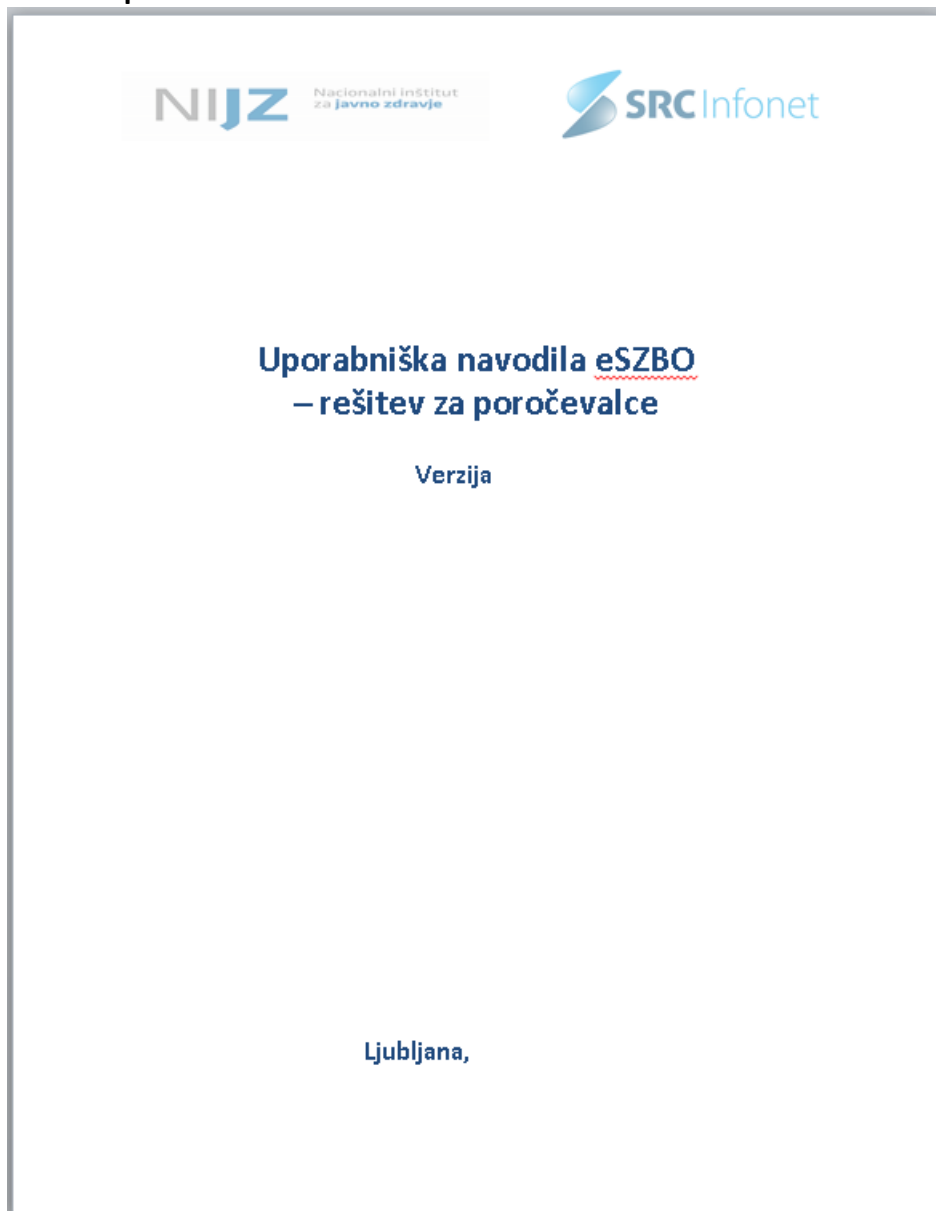 NIJZ
Nacionalni inštitut
za javno zdravje
SRC Infonet
Uporabniška navodila eSZBO
– rešitev za poročevalce
Verzija
Ljubljana,